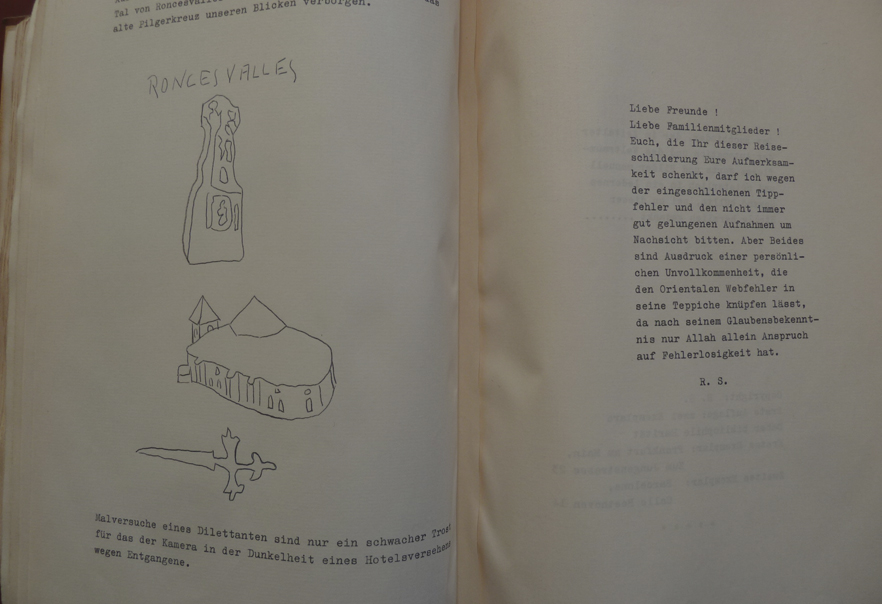 Tal von Roncesvalles
alte Pilgerkreuz unseren Blicken verborgen.
RONCESVALLES
Malversuche eines Dilettanten sind nur ein schwacher Trost
für das der Kamera in der Dunkelheit eines Hotelsversehens
wegen Entgangene.
Liebe Freunde !
Liebe Familienmitglieder !
Euch, die Ihr dieser Reise-
schilderung Eure Aufmerksam-
keit schenkt, darf ich wegen
der eingeschlichenen Tipp-
fehler und den nicht immer
gut gelungenen Aufnahmen um
Nachsicht bitten. Aber Beides
sind Ausdruck einer persönli-
chen Unvollkommenheit, die
den Orientalen Webfehler in
seine Teppiche knüpfen lässt,
da nach seinem Glaubensbekennt-
nis nur Allah allein Anspruch
auf Fehlerlosigkeit hat.
R. S.